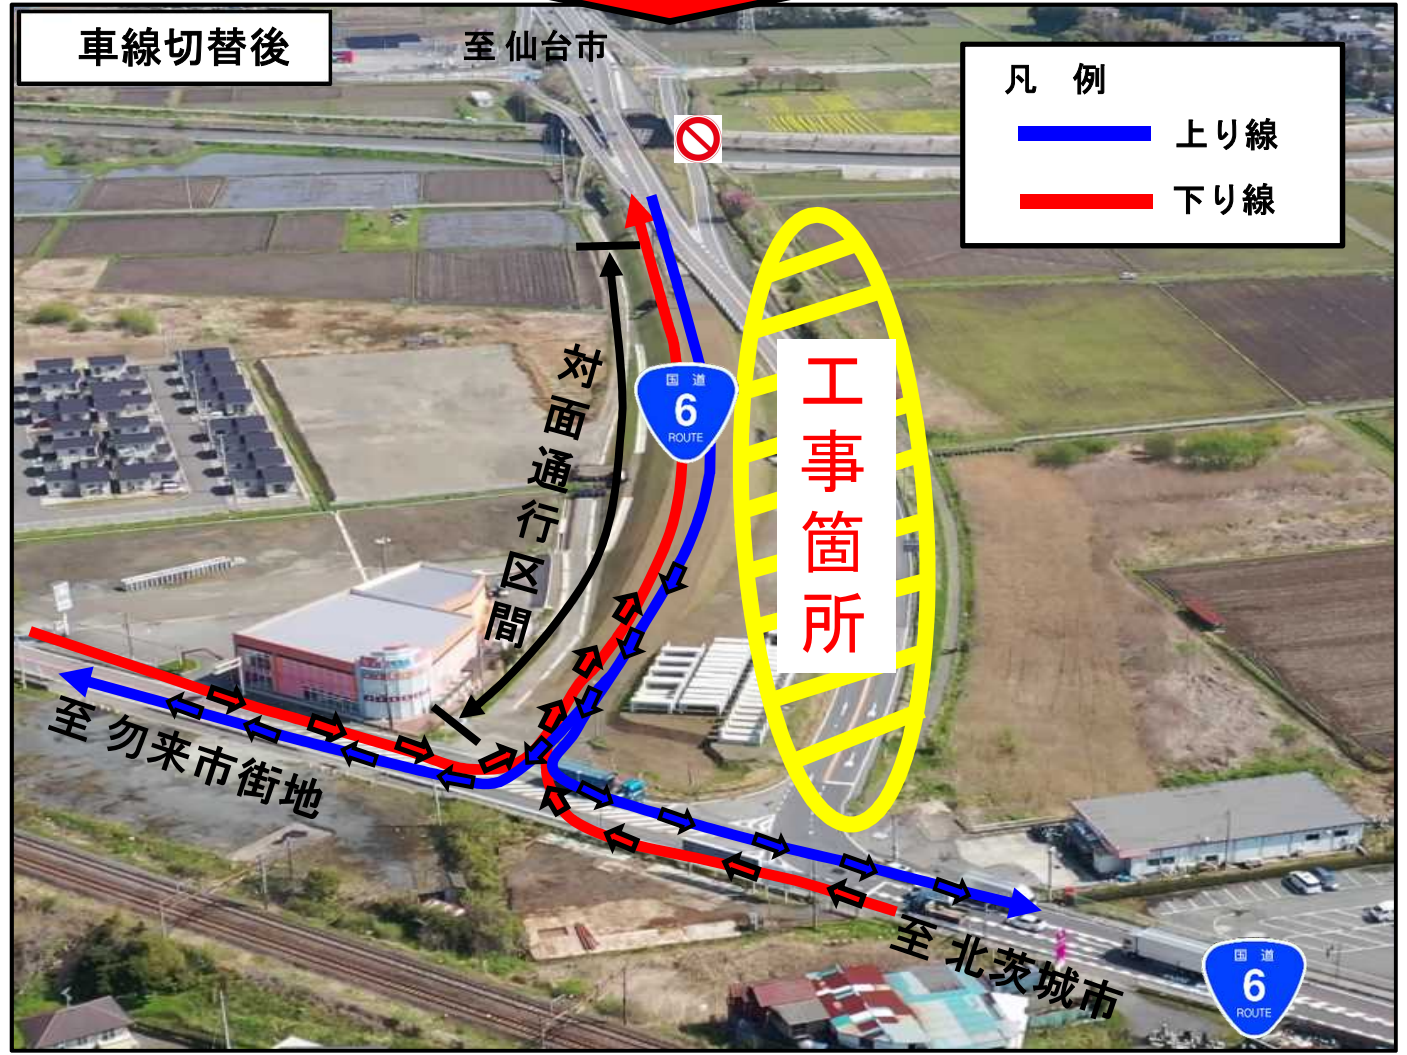 車線切替後
至 仙台市
凡 例
上り線
下り線
対面通行区間
国道
6
ROUTE
工事箇所
至 勿来市街地
至 北茨城市
国道
6
ROUTE